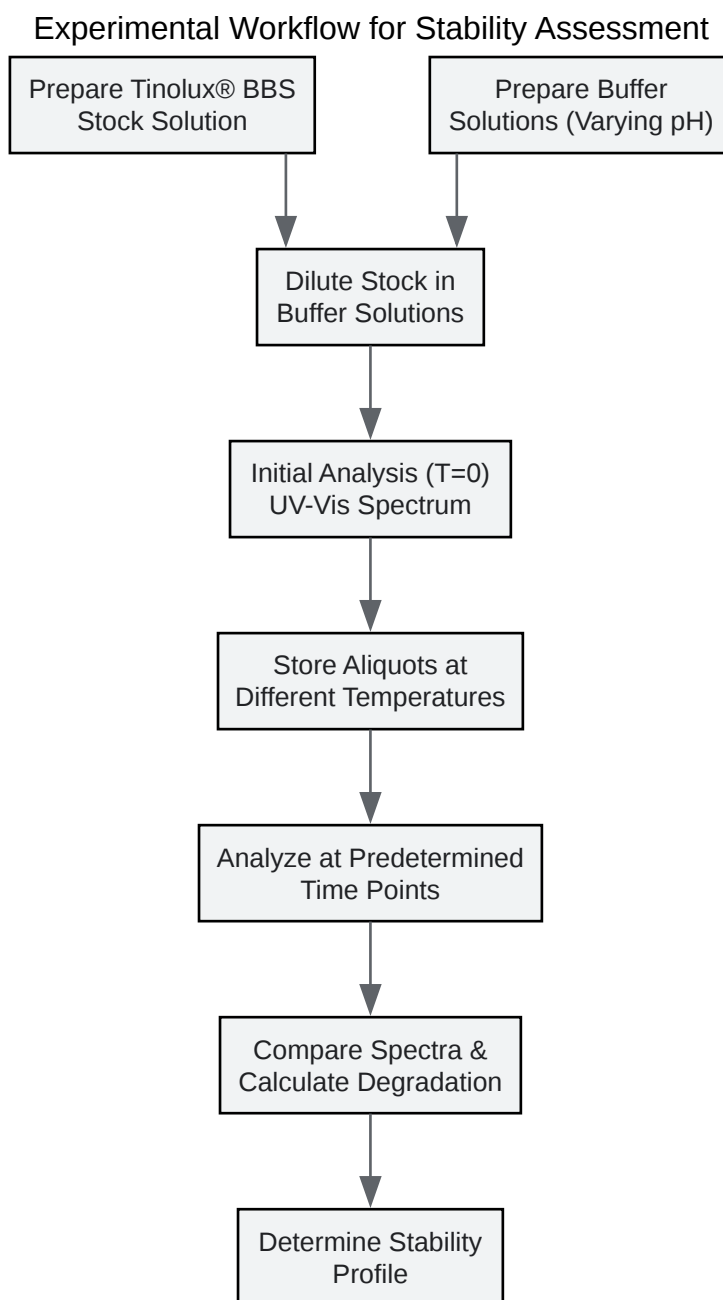 Experimental Workflow for Stability Assessment
Prepare Tinolux® BBS
Stock Solution
Prepare Buffer
Solutions (Varying pH)
Dilute Stock in
Buffer Solutions
Initial Analysis (T=0)
UV-Vis Spectrum
Store Aliquots at
Different Temperatures
Analyze at Predetermined
Time Points
Compare Spectra &
Calculate Degradation
Determine Stability
Profile